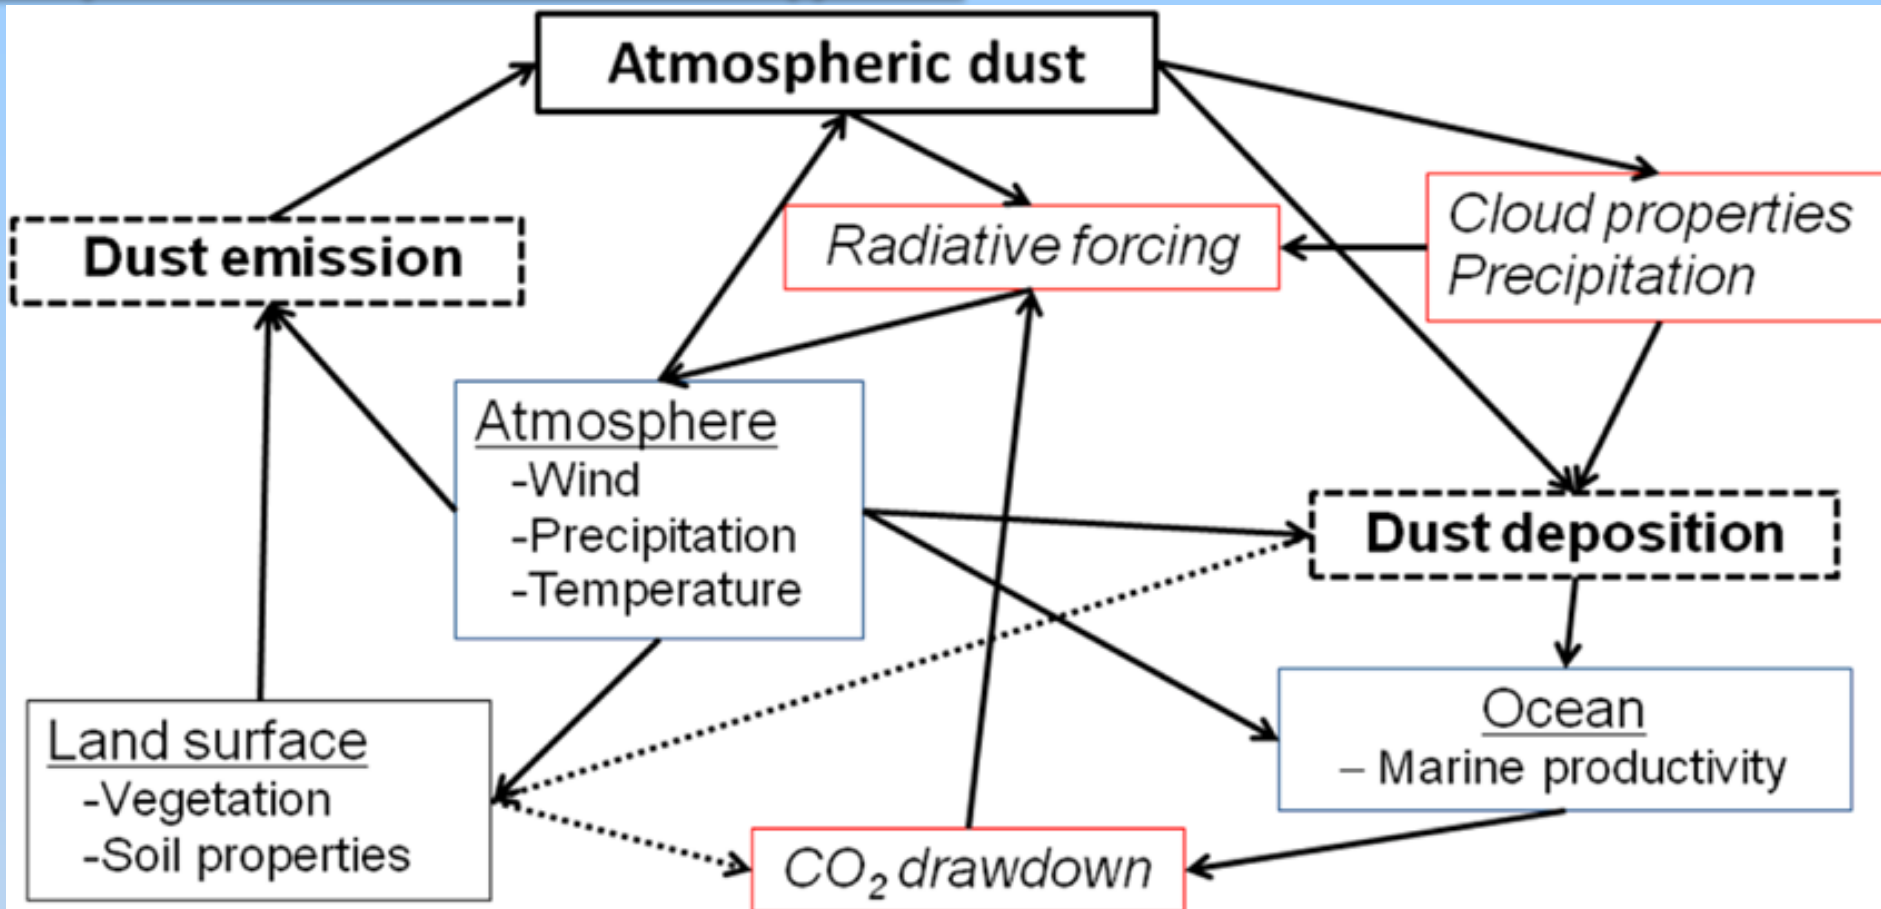 Atmospheric dust
Dust emission
Radiative forcing
Cloud properties
Precipitation
Atmosphere
-Wind
-Precipitation
-Temperature
Dust deposition
Land surface
-Vegetation
-Soil properties
Ocean
– Marine productivity
CO₂ drawdown